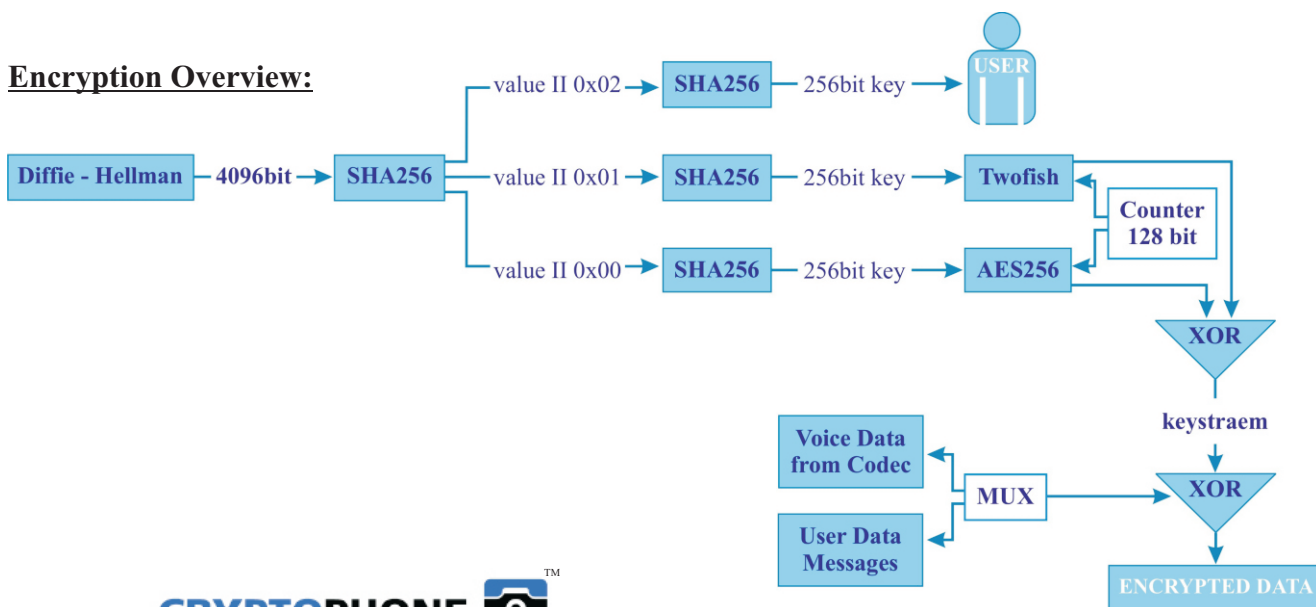 Encryption Overview:
value II 0x02
SHA256
256bit key
USER
Diffie - Hellman
4096bit
SHA256
value II 0x01
SHA256
256bit key
Twofish
Counter
128 bit
value II 0x00
SHA256
256bit key
AES256
XOR
keystraem
Voice Data
from Codec
MUX
XOR
User Data
Messages
ENCRYPTED DATA
CRYPTOPHONE
TM